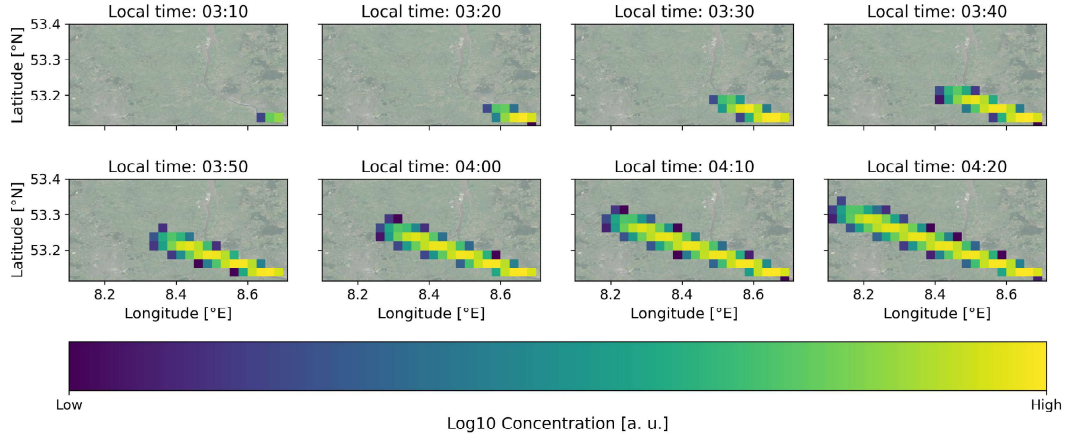 Local time: 03:10
Local time: 03:20
Local time: 03:30
Local time: 03:40
Latitude [°N]
53.4
53.3
53.2
Local time: 03:50
Local time: 04:00
Local time: 04:10
Local time: 04:20
Latitude [°N]
53.4
53.3
53.2
8.2 8.4 8.6
8.2 8.4 8.6
8.2 8.4 8.6
8.2 8.4 8.6
Longitude [°E]
Longitude [°E]
Longitude [°E]
Longitude [°E]
Low
High
Log10 Concentration [a. u.]